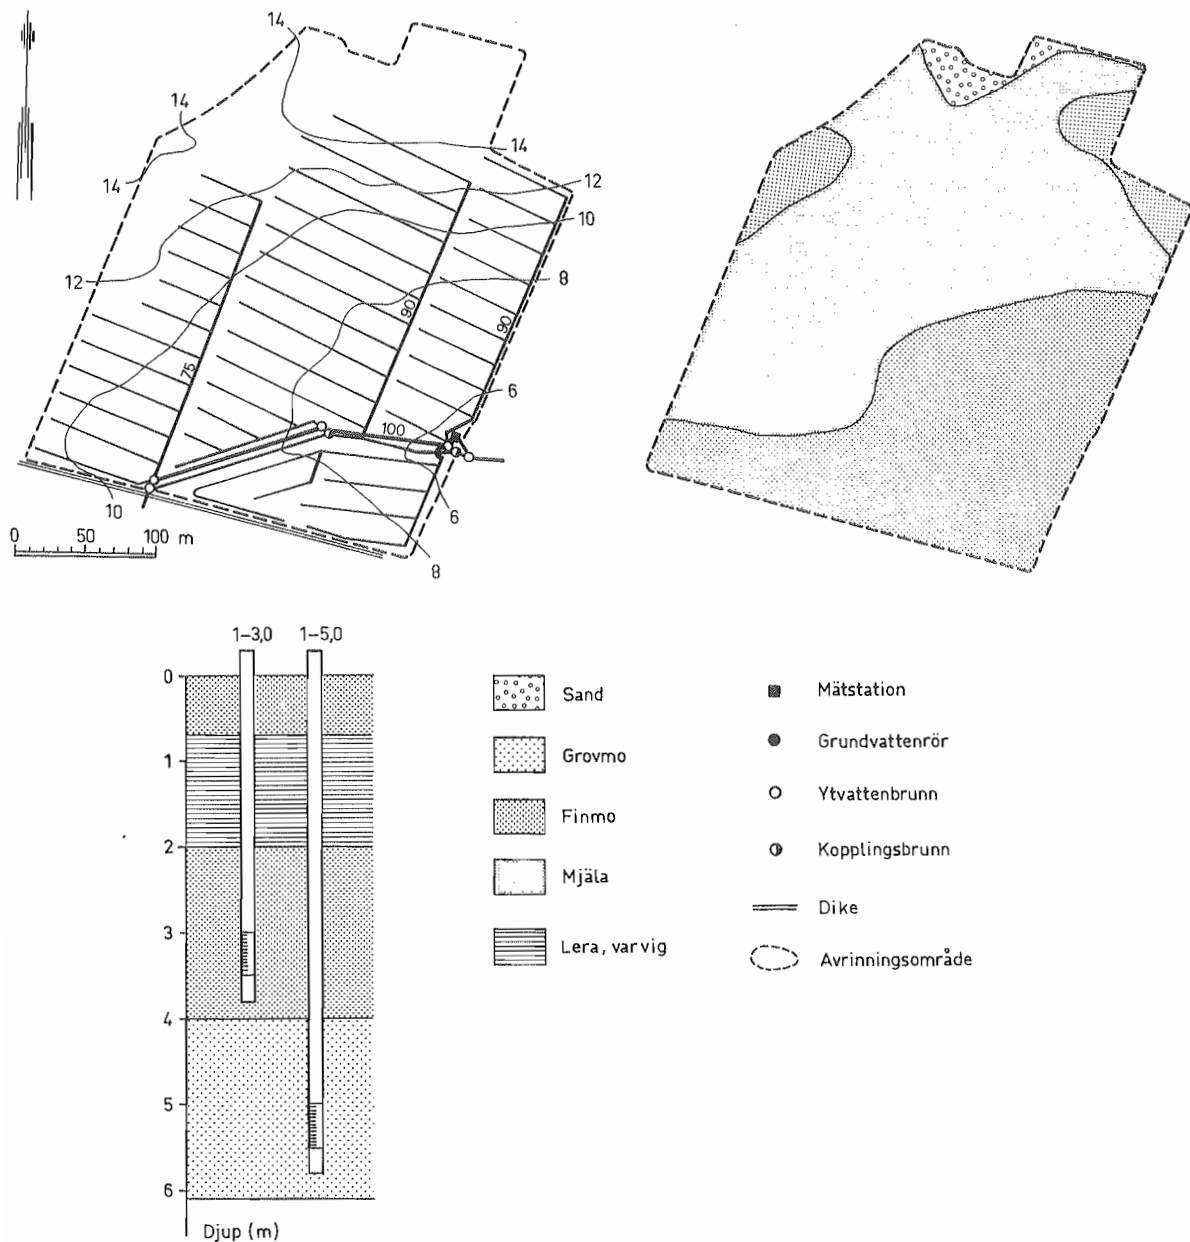 14
14
14
14
12
10
12
8
90
90
75
6
100
10
6
8
0 50 100 m
1-3,0 1-5,0
0
1
2
3
4
5
6
Djup (m)
Sand
Grovmo
Finmo
Mjäla
Lera, varvig
Mätstation
Grundvattenrör
Ytvattenbrunn
Kopplingsbrunn
Dike
Avrinningsområde